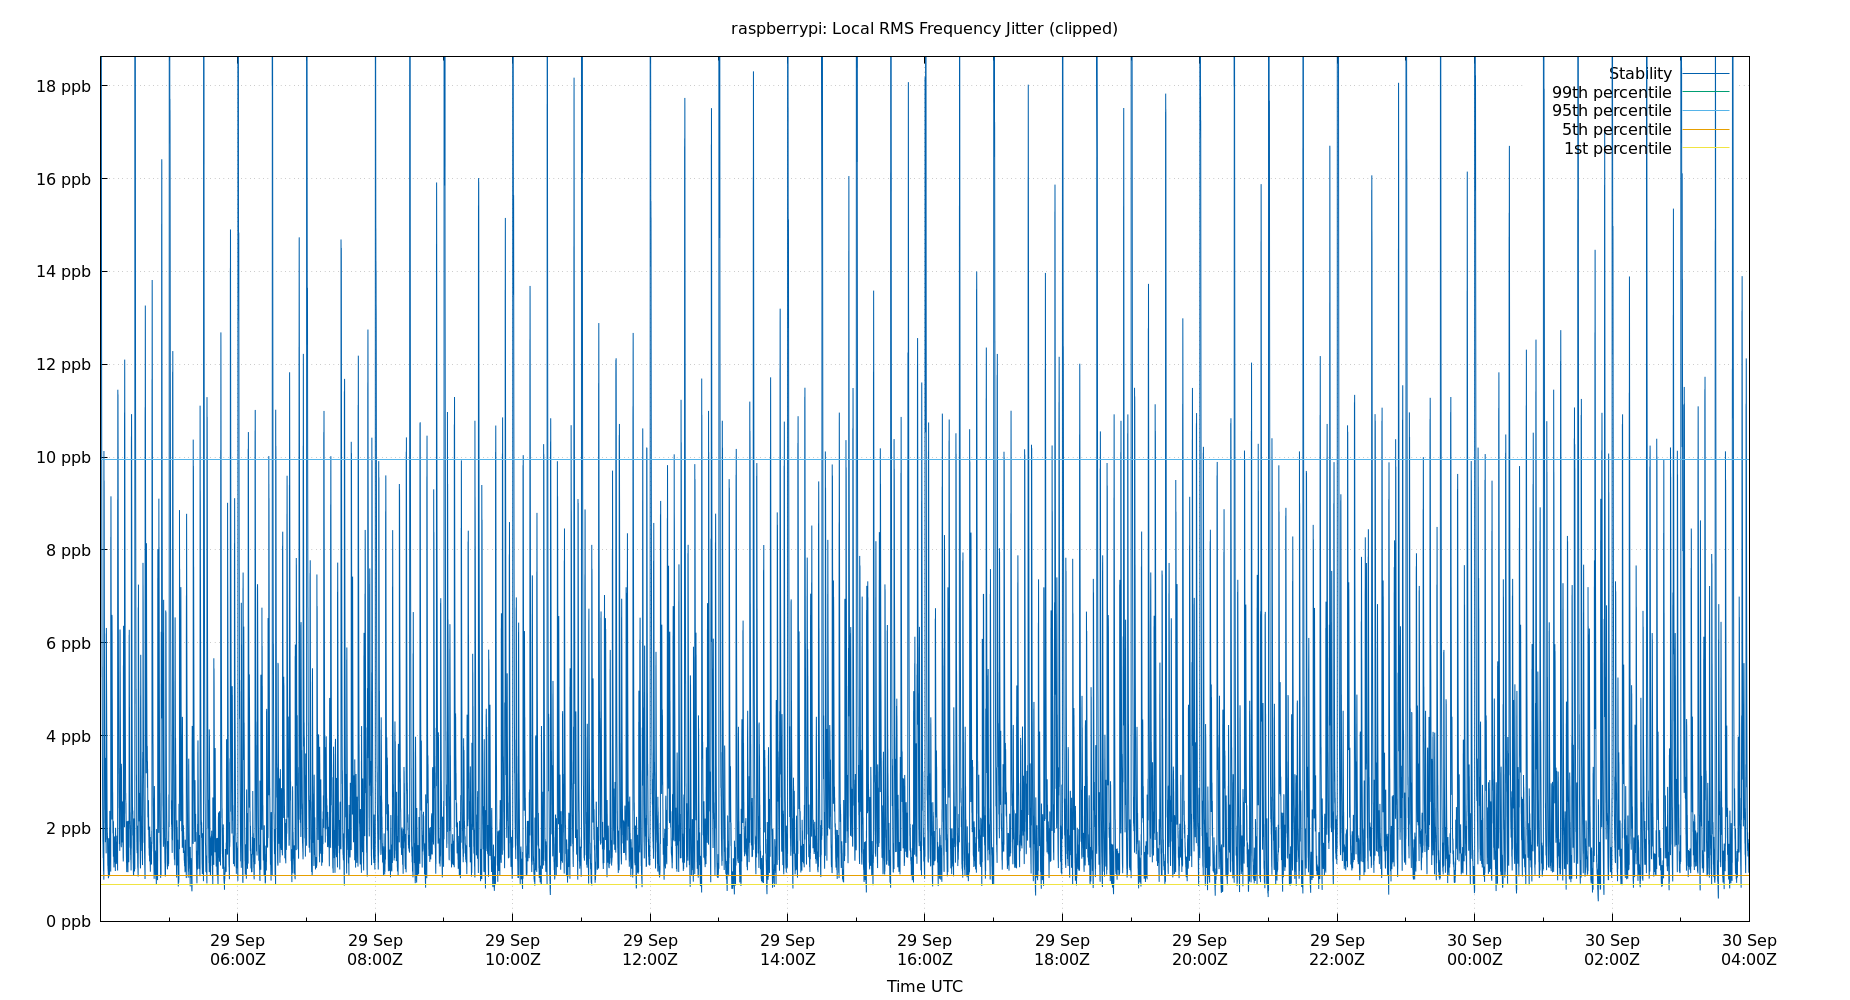 raspberrypi: Local RMS Frequency Jitter (clipped)
Stability
99th percentile
95th percentile
5th percentile
1st percentile
18 ppb
16 ppb
14 ppb
12 ppb
10 ppb
8 ppb
6 ppb
4 ppb
2 ppb
0 ppb
29 Sep 29 Sep 29 Sep 29 Sep 29 Sep 29 Sep 29 Sep 29 Sep 29 Sep 30 Sep 30 Sep 30 Sep
06:00Z 08:00Z 10:00Z 12:00Z 14:00Z 16:00Z 18:00Z 20:00Z 22:00Z 00:00Z 02:00Z 04:00Z
Time UTC